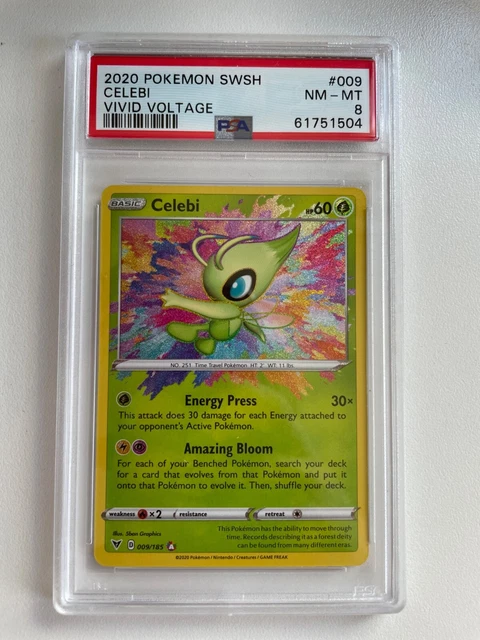 2020 POKEMON SWSH #009
CELEBI NM-MT
VIVID VOLTAGE 8
PSA 61751504
BASIC Celebi HP60
NO. 251 Time Travel Pokémon HT: 2' WT: 11 lbs.
Energy Press 30×
This attack does 30 damage for each Energy attached to
your opponent's Active Pokémon.
Amazing Bloom
For each of your Benched Pokémon, search your deck
for a card that evolves from that Pokémon and put it
onto that Pokémon to evolve it. Then, shuffle your deck.
weakness ×2 resistance retreat
Illus. Shin Graphics
D 009/185 A
This Pokémon has the ability to move through
time. Records describing it as a forest deity
can be found from many different eras.
©2020 Pokémon / Nintendo / Creatures / GAME FREAK